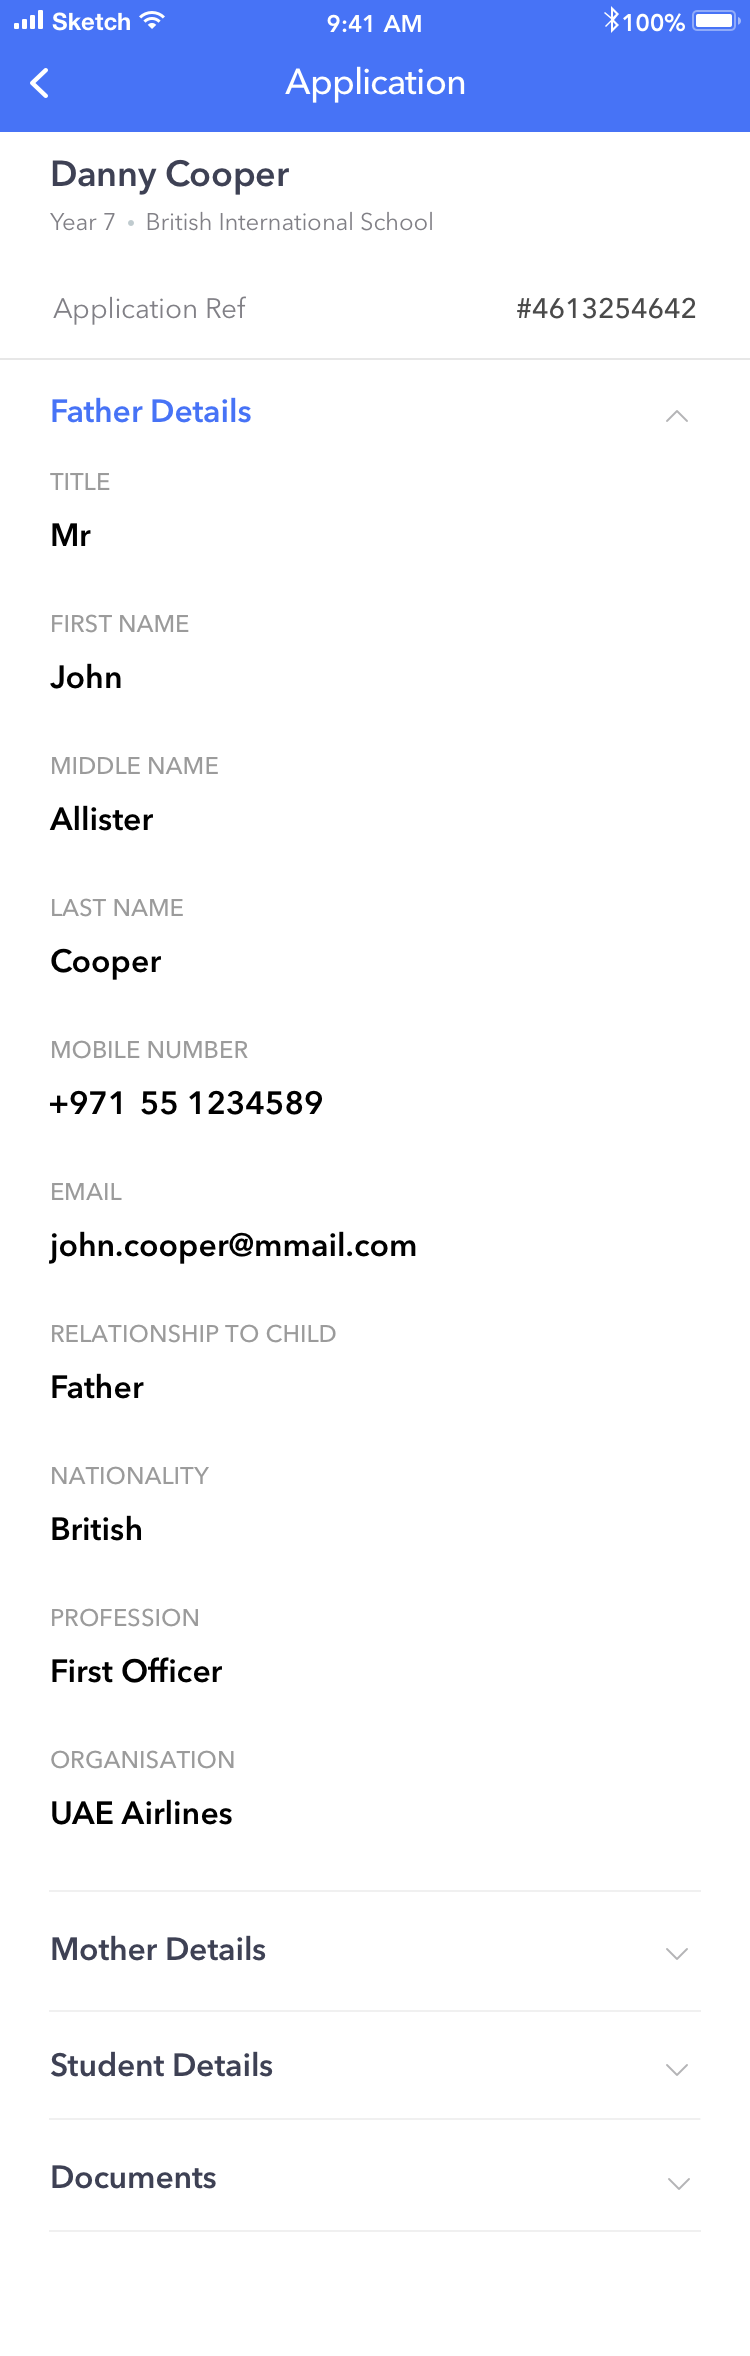 Sketch 9:41 AM 100%
Application
Danny Cooper
Year 7 • British International School
Application Ref #4613254642
Father Details
TITLE
Mr
FIRST NAME
John
MIDDLE NAME
Allister
LAST NAME
Cooper
MOBILE NUMBER
+971 55 1234589
EMAIL
john.cooper@mmail.com
RELATIONSHIP TO CHILD
Father
NATIONALITY
British
PROFESSION
First Officer
ORGANISATION
UAE Airlines
Mother Details
Student Details
Documents